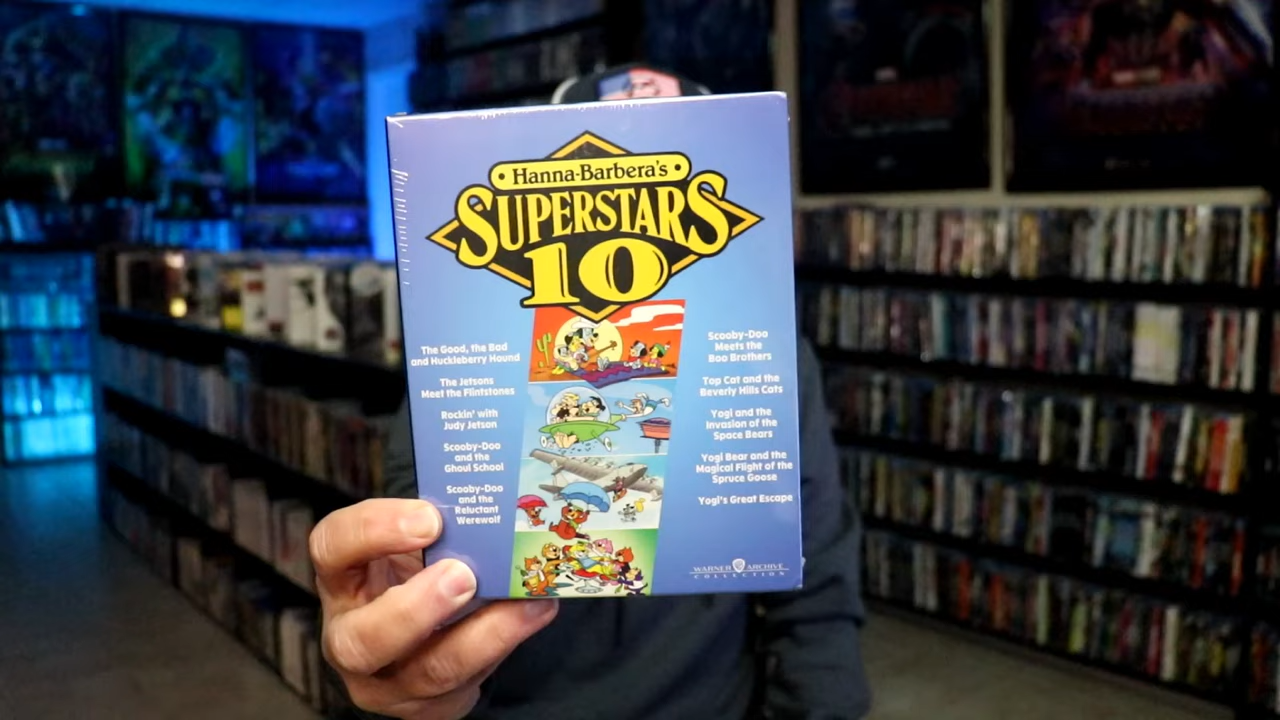 Hanna-Barbera's
SUPERSTARS
10
The Good, the Bad
and Huckleberry Hound
The Jetsons
Meet the Flintstones
Rockin' with
Judy Jetson
Scooby-Doo
and the
Ghoul School
Scooby-Doo
and the
Reluctant
Werewolf
Scooby-Doo
Meets the
Boo Brothers
Top Cat and the
Beverly Hills Cats
Yogi and the
Invasion of the
Space Bears
Yogi Bear and the
Magical Flight of the
Spruce Goose
Yogi's Great Escape
WARNER ARCHIVE
COLLECTION